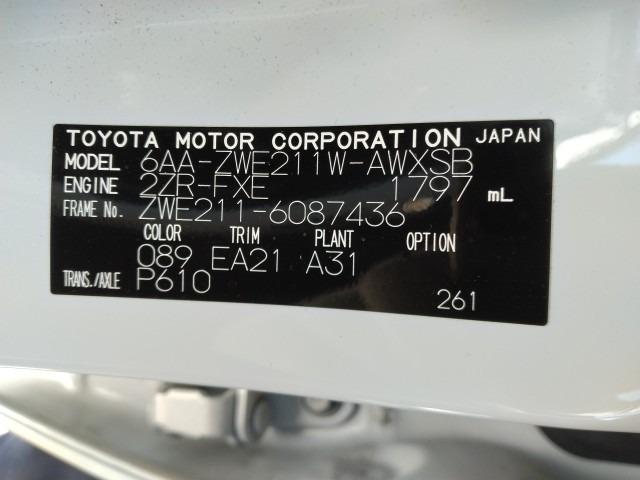 TOYOTA MOTOR CORPORATION JAPAN
MODEL 6AA-ZWE211W-AWXSB
ENGINE 2ZR-FXE 1797 mL
FRAME No. ZWE211-6087436
COLOR TRIM PLANT OPTION
089 EA21 A31
TRANS./AXLE P610
261